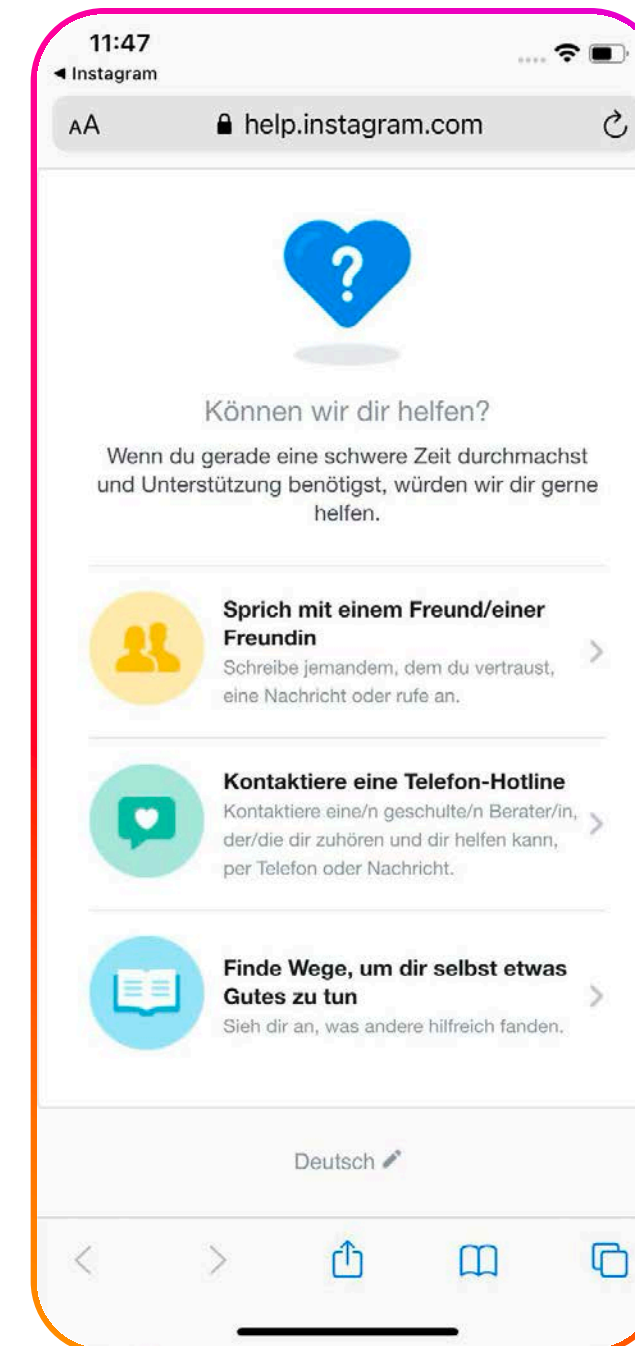 11:47
◀ Instagram
AA help.instagram.com
?
Können wir dir helfen?
Wenn du gerade eine schwere Zeit durchmachst
und Unterstützung benötigst, würden wir dir gerne
helfen.
Sprich mit einem Freund/einer
Freundin
Schreibe jemandem, dem du vertraust,
eine Nachricht oder rufe an.
Kontaktiere eine Telefon-Hotline
Kontaktiere eine/n geschulte/n Berater/in,
der/die dir zuhören und dir helfen kann,
per Telefon oder Nachricht.
Finde Wege, um dir selbst etwas
Gutes zu tun
Sieh dir an, was andere hilfreich fanden.
Deutsch